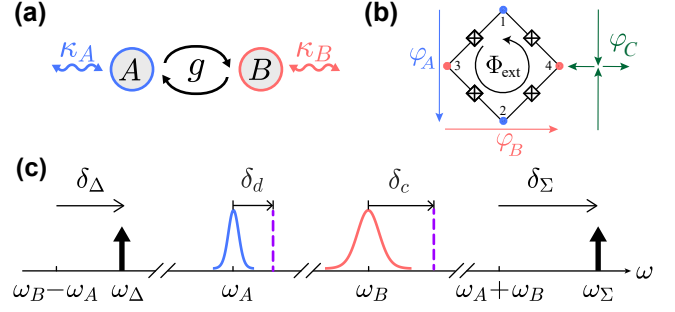 (a)
κ_A
A
g
B
κ_B
(b)
φ_A
1
3
Φ_ext
4
2
φ_B
φ_C
(c)
δ_Δ
δ_d
δ_c
δ_Σ
ω_B−ω_A
ω_Δ
ω_A
ω_B
ω_A+ω_B
ω_Σ
ω